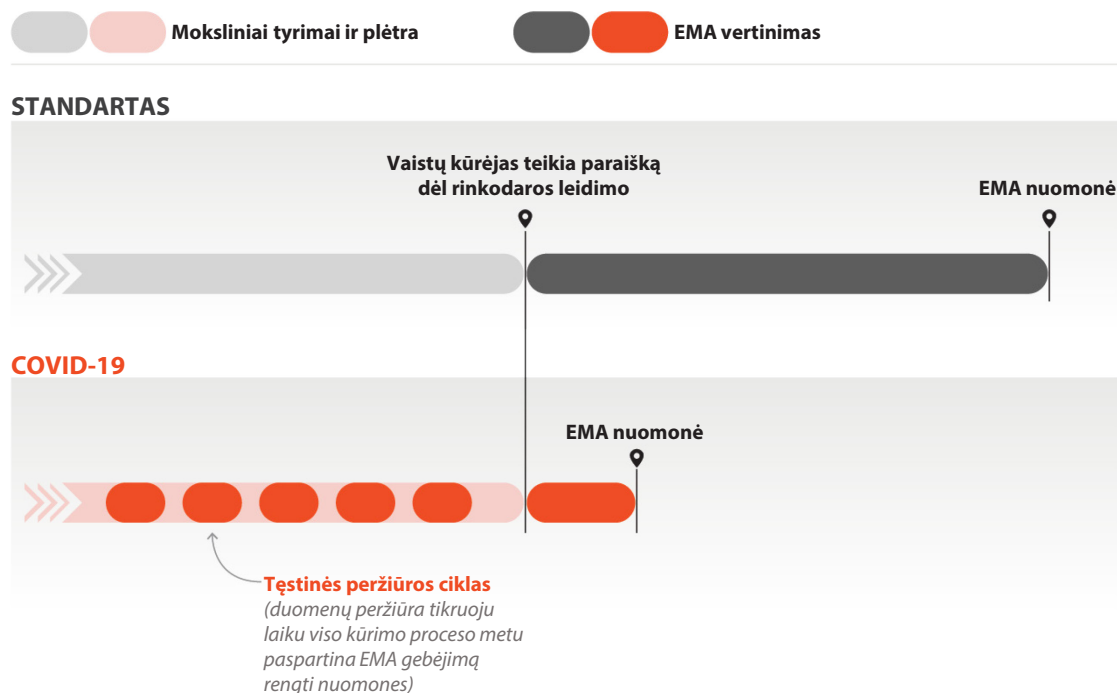 Moksliniai tyrimai ir plėtra
EMA vertinimas
STANDARTAS
Vaistų kūrėjas teikia paraišką
dėl rinkodaros leidimo
EMA nuomonė
COVID-19
EMA nuomonė
Tęstinės peržiūros ciklas
(duomenų peržiūra tikruoju
laiku viso kūrimo proceso metu
paspartina EMA gebėjimą
rengti nuomones)